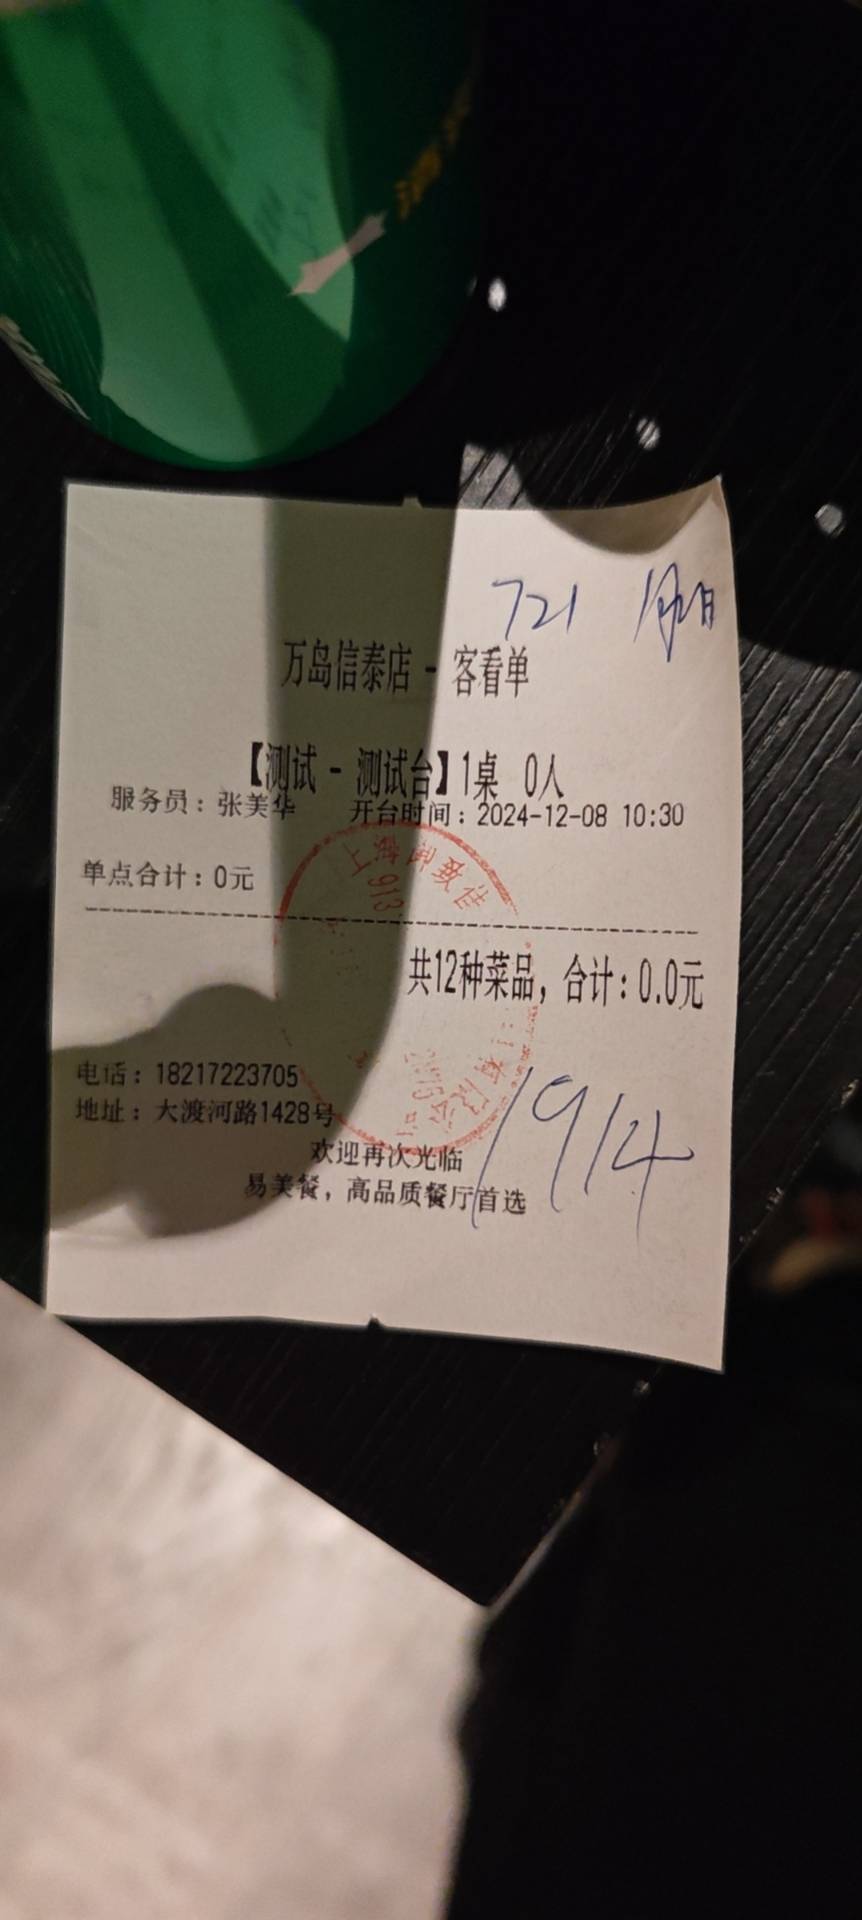 721
万岛信泰店 - 客看单
【测试 - 测试台】1桌 0人
服务员：张美华 开台时间：2024-12-08 10:30
单点合计：0元
共12种菜品，合计：0.0元
电话：18217223705
地址：大渡河路1428号
1914
欢迎再次光临
易美餐，高品质餐厅首选